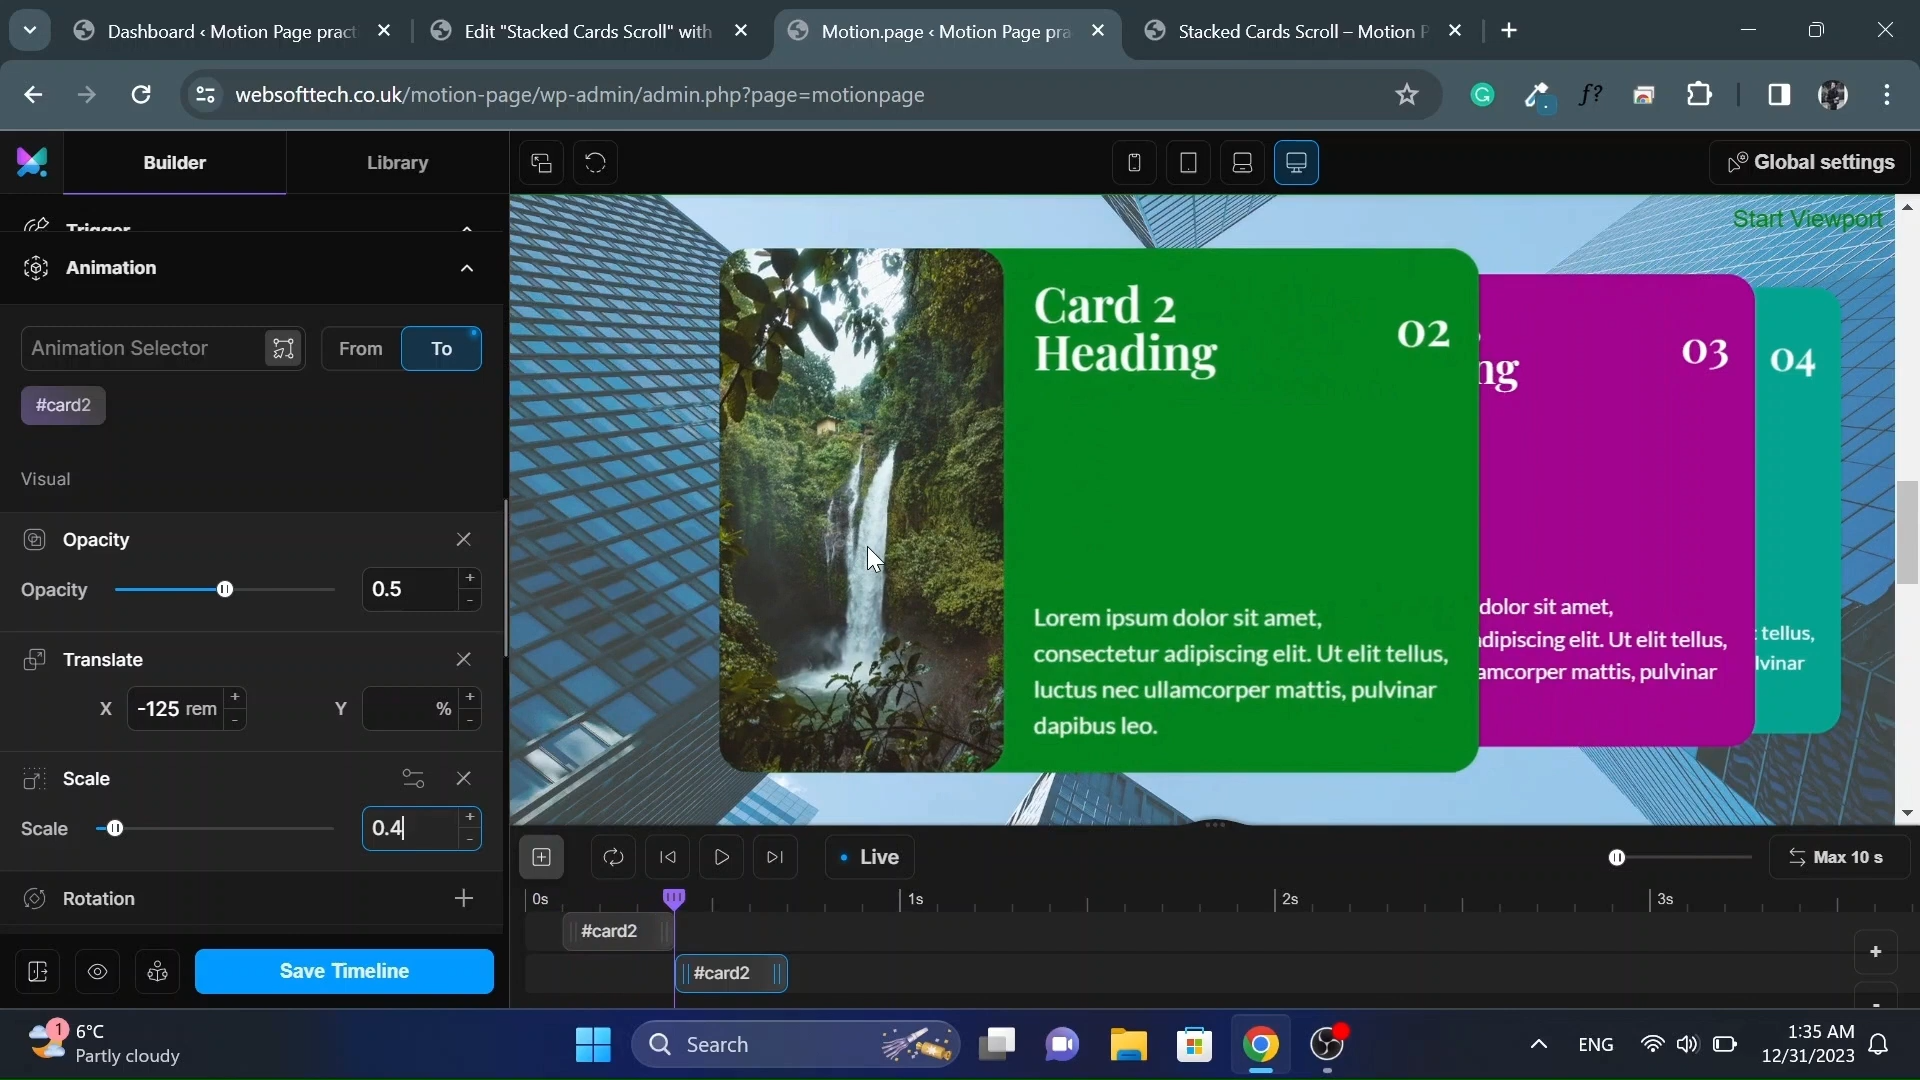 Dashboard ‹ Motion Page pract
Edit "Stacked Cards Scroll" with
Motion.page ‹ Motion Page pra
Stacked Cards Scroll – Motion P
websofttech.co.uk/motion-page/wp-admin/admin.php?page=motionpage
Builder
Library
Global settings
Trigger
Start Viewport
Animation
Animation Selector
From
To
#card2
Visual
Opacity
Opacity
0.5
Translate
X
-125 rem
Y
%
Scale
Scale
0.4
Rotation
Save Timeline
Card 2
Heading
02
Lorem ipsum dolor sit amet,
consectetur adipiscing elit. Ut elit tellus,
luctus nec ullamcorper mattis, pulvinar
dapibus leo.
ng
03
dolor sit amet,
dipiscing elit. Ut elit tellus,
amcorper mattis, pulvinar
04
tellus,
lvinar
Live
Max 10 s
0s
1s
2s
3s
#card2
#card2
1
6°C
Partly cloudy
Search
ENG
1:35 AM
12/31/2023